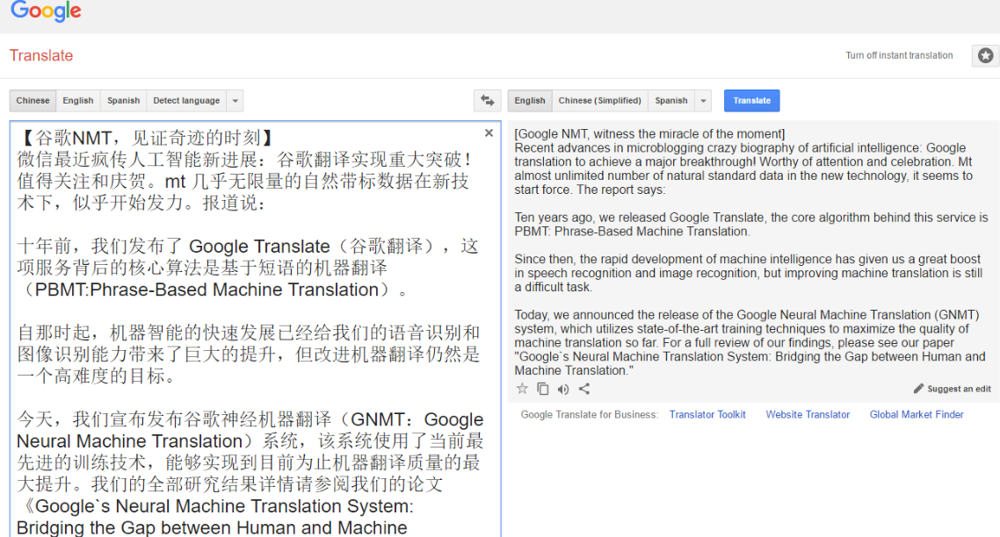 Google
Translate
Turn off instant translation
Chinese English Spanish Detect language
English Chinese (Simplified) Spanish Translate
【谷歌NMT，见证奇迹的时刻】
微信最近疯传人工智能新进展：谷歌翻译实现重大突破！
值得关注和庆贺。mt 几乎无限量的自然带标数据在新技
术下，似乎开始发力。报道说：
十年前，我们发布了 Google Translate（谷歌翻译），这
项服务背后的核心算法是基于短语的机器翻译
（PBMT:Phrase-Based Machine Translation）。
自那时起，机器智能的快速发展已经给我们的语音识别和
图像识别能力带来了巨大的提升，但改进机器翻译仍然是
一个高难度的目标。
今天，我们宣布发布谷歌神经机器翻译（GNMT：Google
Neural Machine Translation）系统，该系统使用了当前最
先进的训练技术，能够实现到目前为止机器翻译质量的最
大提升。我们的全部研究结果详情请参阅我们的论文
《Google`s Neural Machine Translation System:
Bridging the Gap between Human and Machine
[Google NMT, witness the miracle of the moment]
Recent advances in microblogging crazy biography of artificial intelligence: Google
translation to achieve a major breakthrough! Worthy of attention and celebration. Mt
almost unlimited number of natural standard data in the new technology, it seems to
start force. The report says:
Ten years ago, we released Google Translate, the core algorithm behind this service is
PBMT: Phrase-Based Machine Translation.
Since then, the rapid development of machine intelligence has given us a great boost
in speech recognition and image recognition, but improving machine translation is still
a difficult task.
Today, we announced the release of the Google Neural Machine Translation (GNMT)
system, which utilizes state-of-the-art training techniques to maximize the quality of
machine translation so far. For a full review of our findings, please see our paper
"Google`s Neural Machine Translation System: Bridging the Gap between Human and
Machine Translation."
Suggest an edit
Google Translate for Business: Translator Toolkit Website Translator Global Market Finder